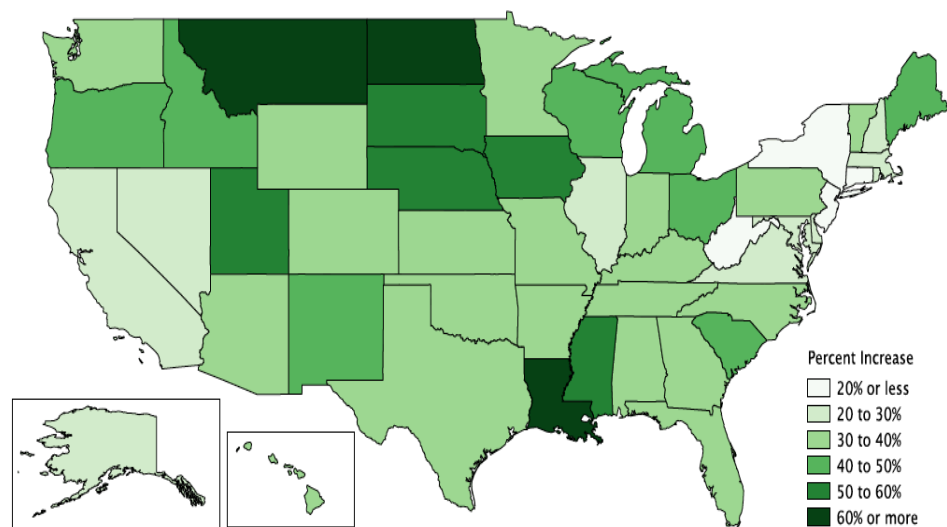 Percent Increase
20% or less
20 to 30%
30 to 40%
40 to 50%
50 to 60%
60% or more